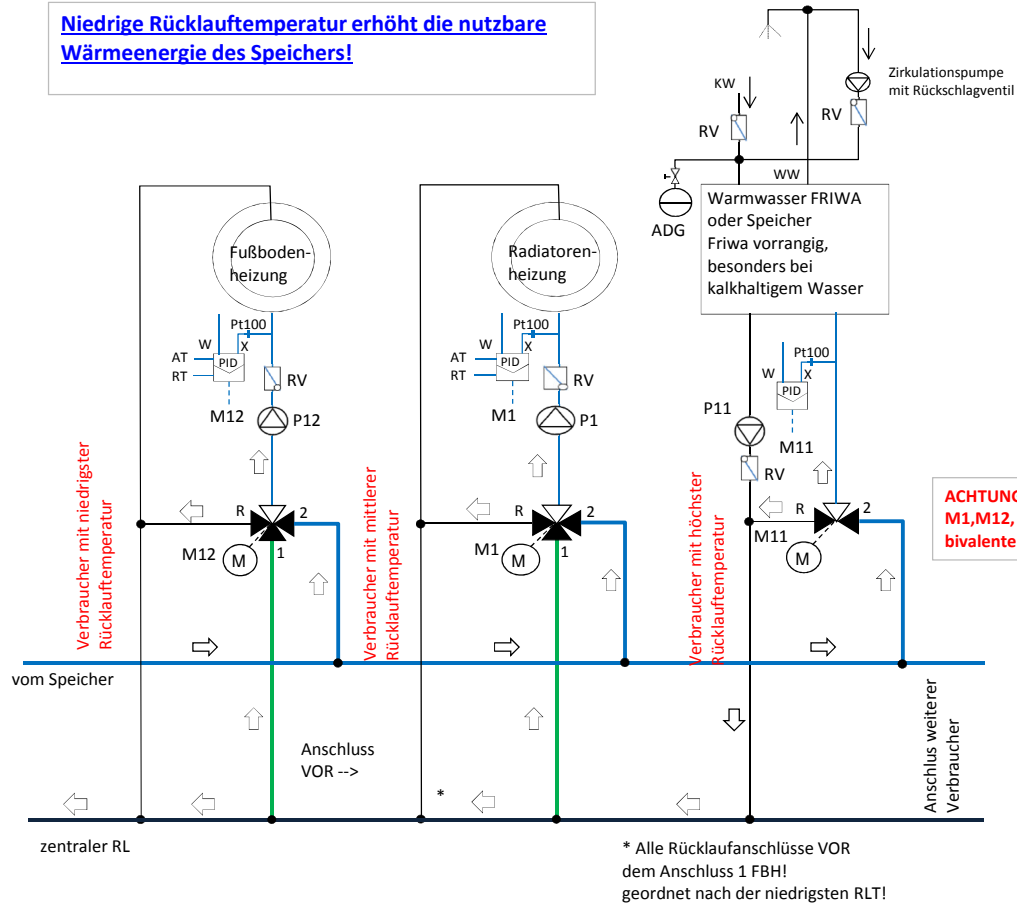 Niedrige Rücklauftemperatur erhöht die nutzbare
Wärmeenergie des Speichers!
Zirkulationspumpe
mit Rückschlagventil
KW
RV
RV
WW
ADG
Warmwasser FRIWA
oder Speicher
Friwa vorrangig,
besonders bei
kalkhaltigem Wasser
Fußboden-
heizung
Radiatoren-
heizung
Pt100
W
X
AT
RT
PID
RV
M12
P12
Pt100
W
X
AT
RT
PID
RV
M1
P1
Pt100
W
X
PID
M11
P11
RV
Verbraucher mit niedrigster
Rücklauftemperatur
R
2
M12
M
1
Verbraucher mit mittlerer
Rücklauftemperatur
R
2
M1
M
1
Verbraucher mit höchster
Rücklauftemperatur
R
2
M11
M
ACHTUNG
M1,M12,
bivalente
vom Speicher
Anschluss
VOR -->
*
Anschlus weiterer
Verbraucher
zentraler RL
* Alle Rücklaufanschlüsse VOR
dem Anschluss 1 FBH!
geordnet nach der niedrigsten RLT!